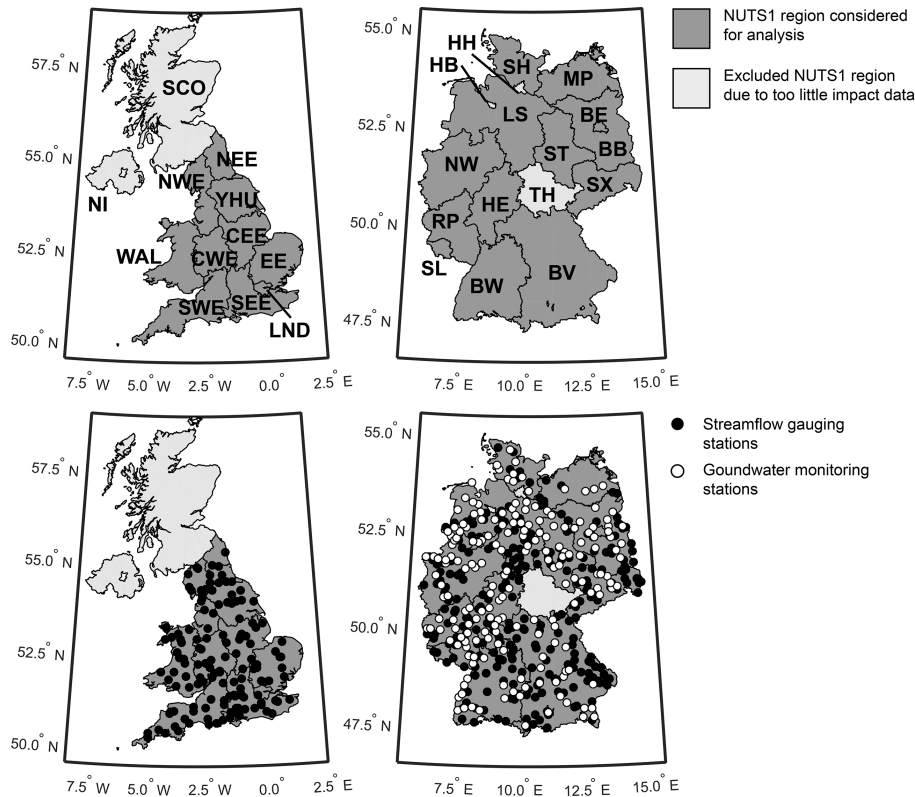 57.5° N
55.0° N
52.5° N
50.0° N
7.5° W
5.0° W
2.5° W
0.0° E
2.5° E
SCO
NEE
NWE
NI
YHU
CEE
WAL
CWE
EE
SWE
SEE
LND
55.0° N
52.5° N
50.0° N
47.5° N
7.5° E
10.0° E
12.5° E
15.0° E
HH
HB
SH
MP
LS
BE
ST
BB
NW
SX
TH
HE
RP
SL
BW
BV
NUTS1 region considered
for analysis
Excluded NUTS1 region
due to too little impact data
57.5° N
55.0° N
52.5° N
50.0° N
7.5° W
5.0° W
2.5° W
0.0° E
2.5° E
55.0° N
52.5° N
50.0° N
47.5° N
7.5° E
10.0° E
12.5° E
15.0° E
Streamflow gauging
stations
Goundwater monitoring
stations